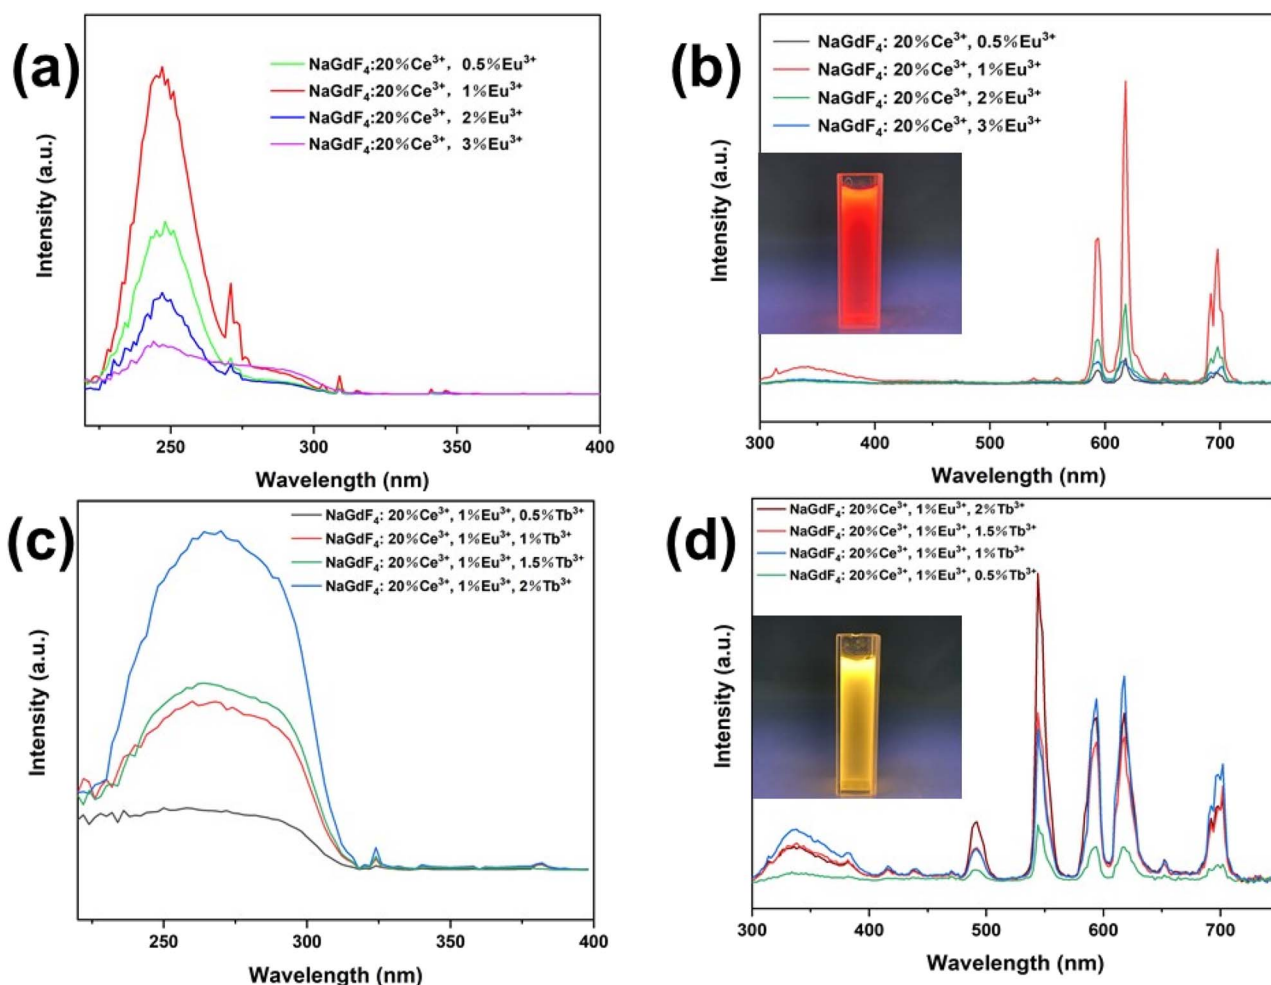 (a)
NaGdF₄:20%Ce³⁺, 0.5%Eu³⁺
NaGdF₄:20%Ce³⁺, 1%Eu³⁺
NaGdF₄:20%Ce³⁺, 2%Eu³⁺
NaGdF₄:20%Ce³⁺, 3%Eu³⁺
Intensity (a.u.)
250
300
350
400
Wavelength (nm)
(b)
NaGdF₄: 20%Ce³⁺, 0.5%Eu³⁺
NaGdF₄: 20%Ce³⁺, 1%Eu³⁺
NaGdF₄: 20%Ce³⁺, 2%Eu³⁺
NaGdF₄: 20%Ce³⁺, 3%Eu³⁺
Intensity (a.u.)
300
400
500
600
700
Wavelength (nm)
(c)
NaGdF₄: 20%Ce³⁺, 1%Eu³⁺, 0.5%Tb³⁺
NaGdF₄: 20%Ce³⁺, 1%Eu³⁺, 1%Tb³⁺
NaGdF₄: 20%Ce³⁺, 1%Eu³⁺, 1.5%Tb³⁺
NaGdF₄: 20%Ce³⁺, 1%Eu³⁺, 2%Tb³⁺
Intensity (a.u.)
250
300
350
400
Wavelength (nm)
(d)
NaGdF₄: 20%Ce³⁺, 1%Eu³⁺, 2%Tb³⁺
NaGdF₄: 20%Ce³⁺, 1%Eu³⁺, 1.5%Tb³⁺
NaGdF₄: 20%Ce³⁺, 1%Eu³⁺, 1%Tb³⁺
NaGdF₄: 20%Ce³⁺, 1%Eu³⁺, 0.5%Tb³⁺
Intensity (a.u.)
300
400
500
600
700
Wavelength (nm)